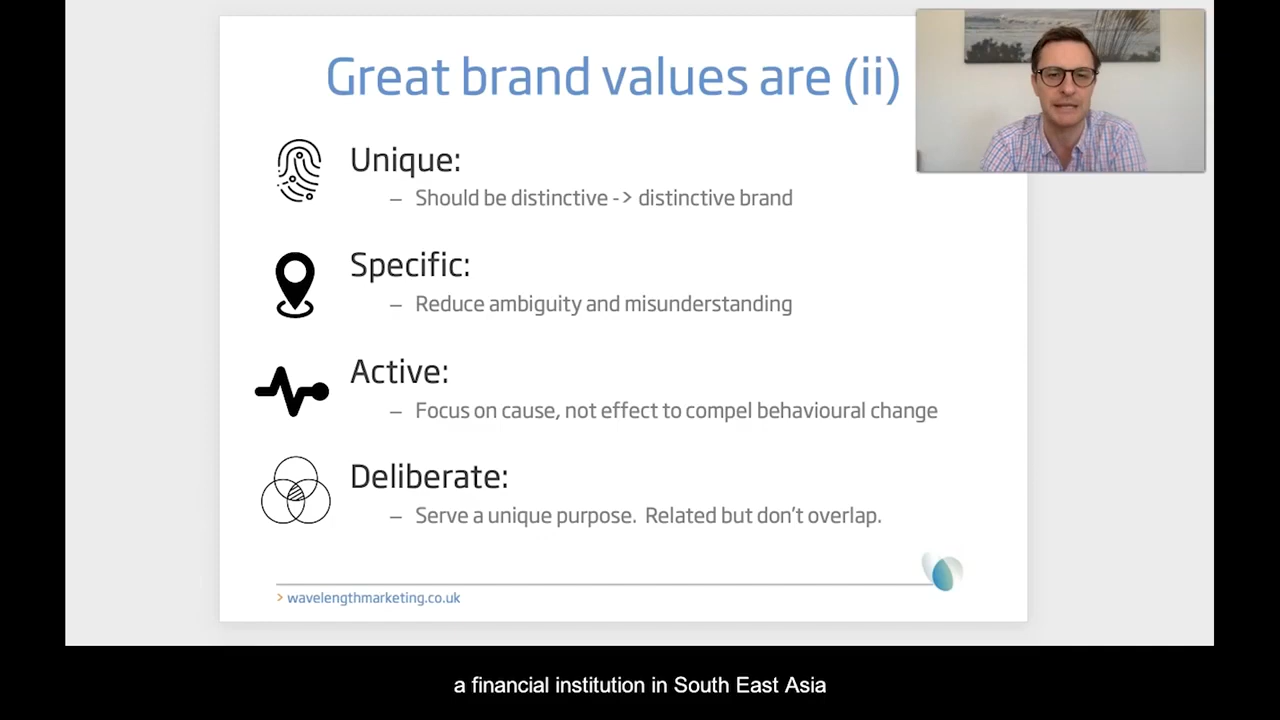 Great brand values are (ii)
Unique:
– Should be distinctive -> distinctive brand
Specific:
– Reduce ambiguity and misunderstanding
Active:
– Focus on cause, not effect to compel behavioural change
Deliberate:
– Serve a unique purpose. Related but don't overlap.
> wavelengthmarketing.co.uk
a financial institution in South East Asia